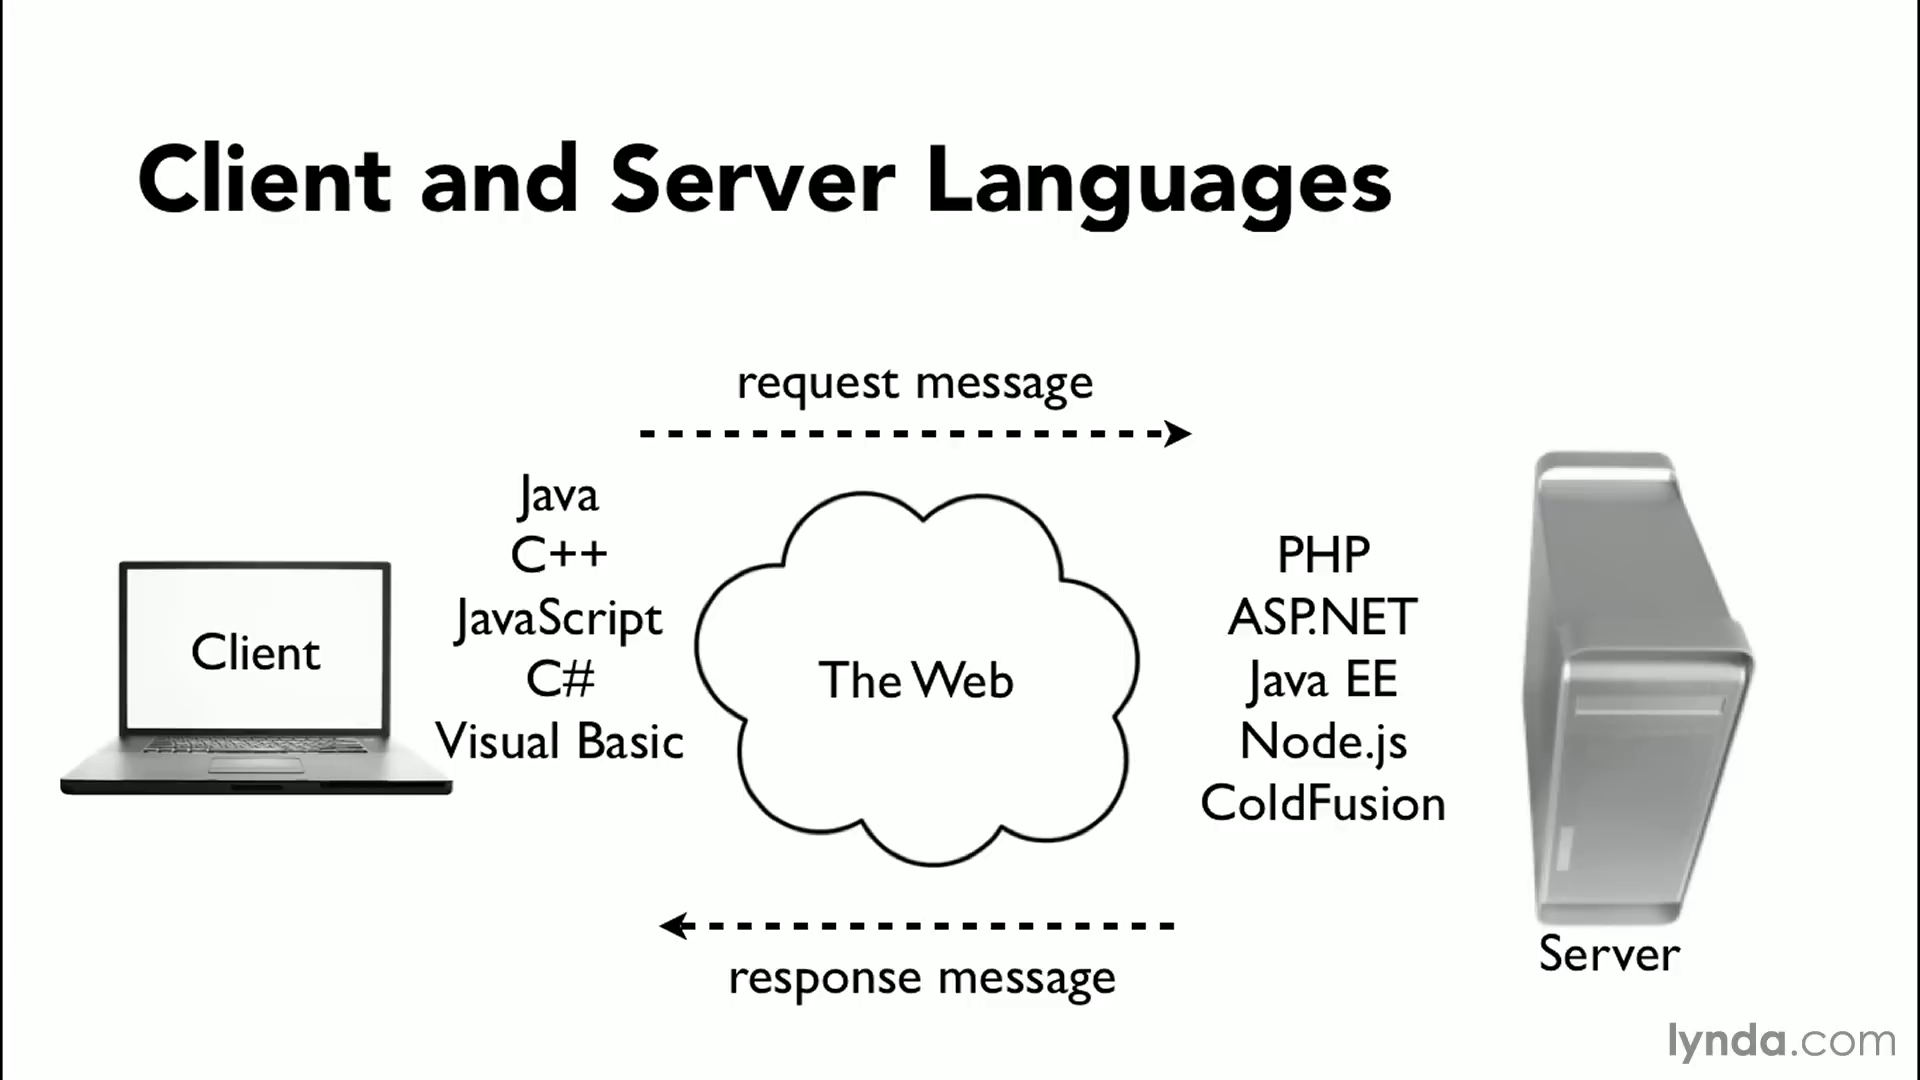 Client and Server Languages
request message
Java
C++
JavaScript
C#
Visual Basic
Client
The Web
PHP
ASP.NET
Java EE
Node.js
ColdFusion
Server
response message
lynda.com